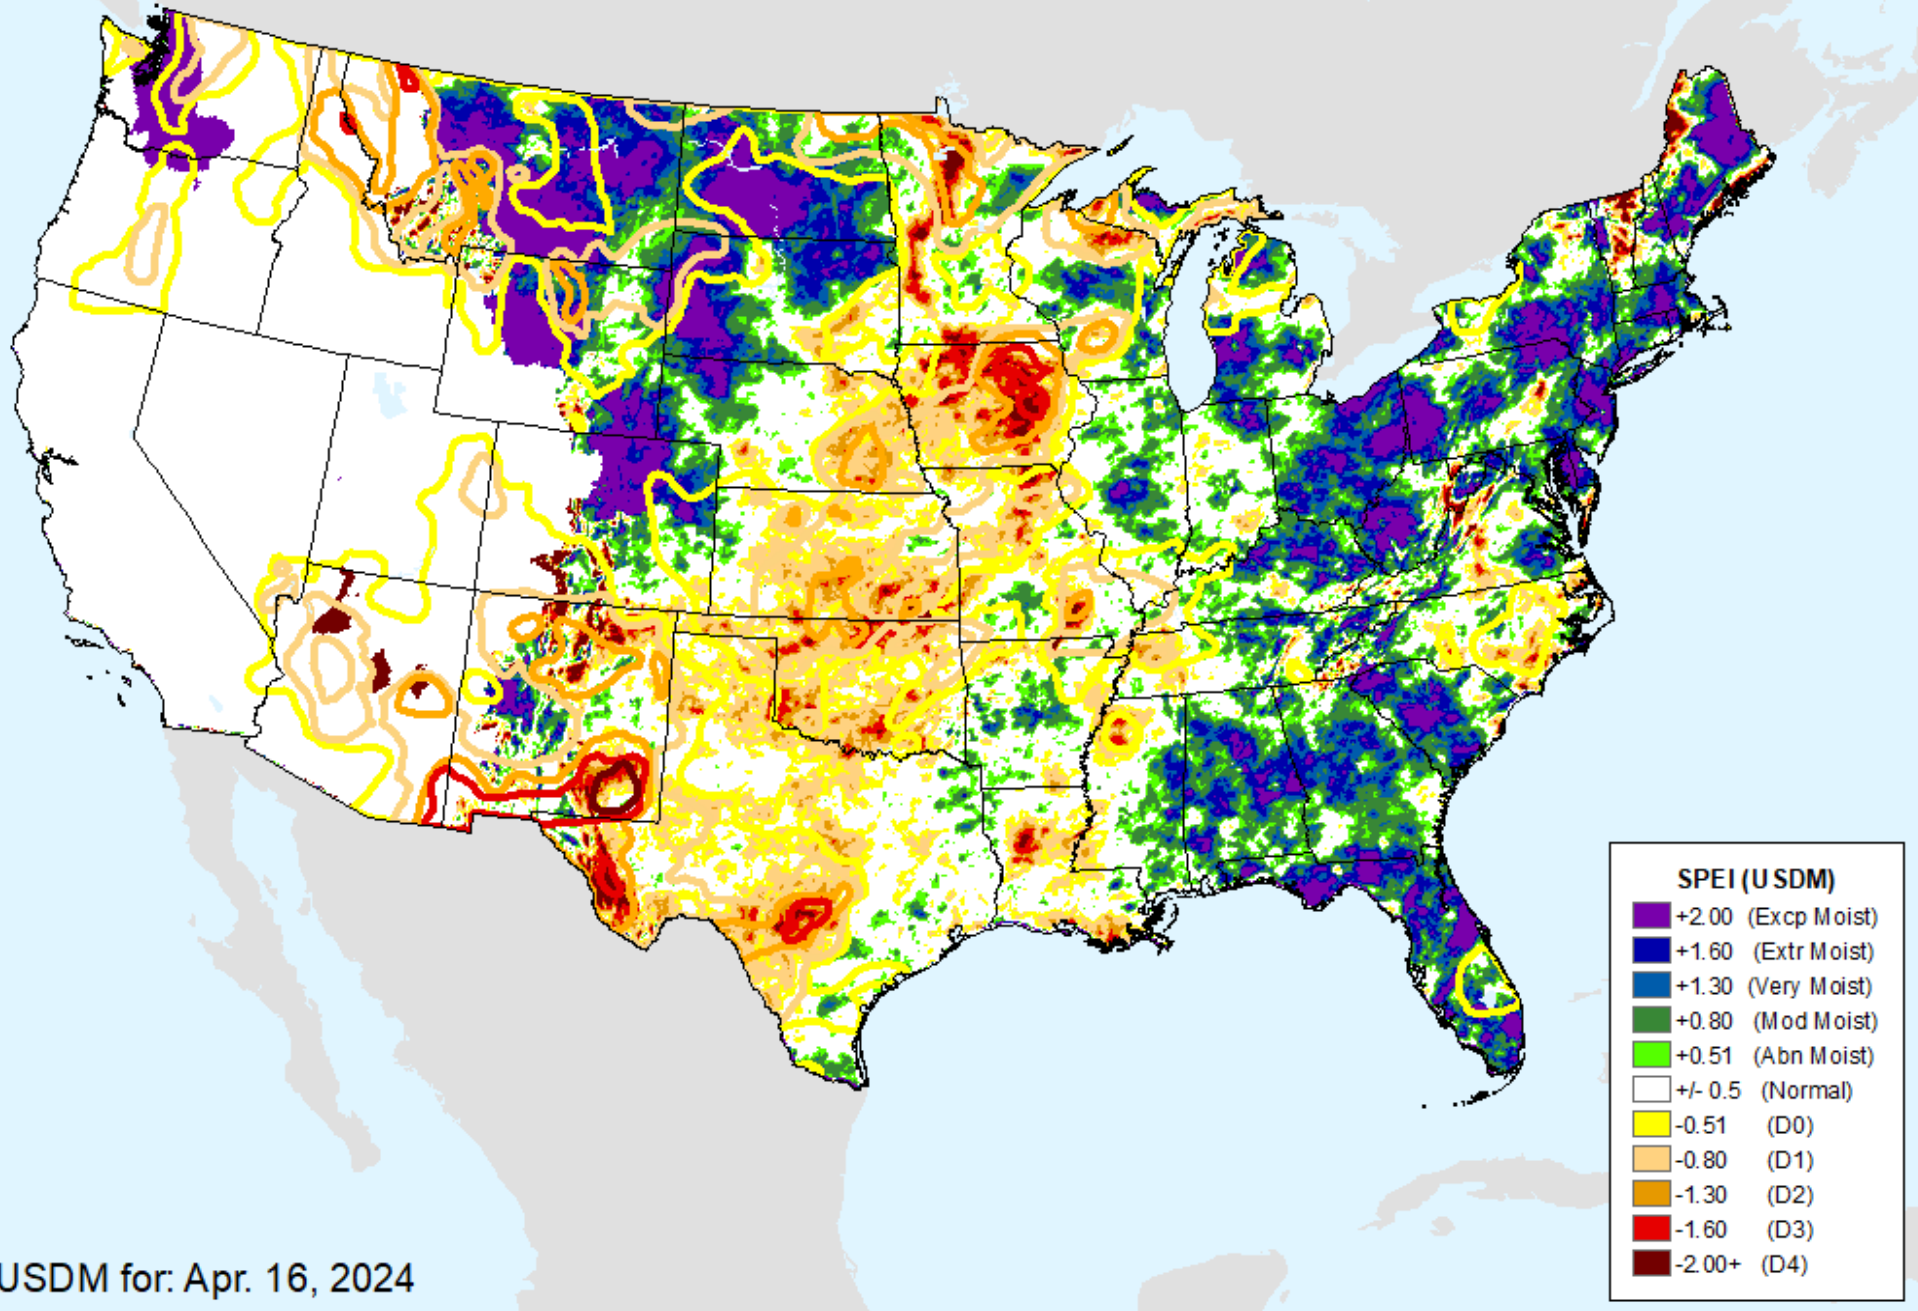 SPEI (USDM)
+2.00 (Excp Moist)
+1.60 (Extr Moist)
+1.30 (Very Moist)
+0.80 (Mod Moist)
+0.51 (Abn Moist)
+/- 0.5 (Normal)
-0.51 (D0)
-0.80 (D1)
-1.30 (D2)
-1.60 (D3)
-2.00+ (D4)
USDM for: Apr. 16, 2024